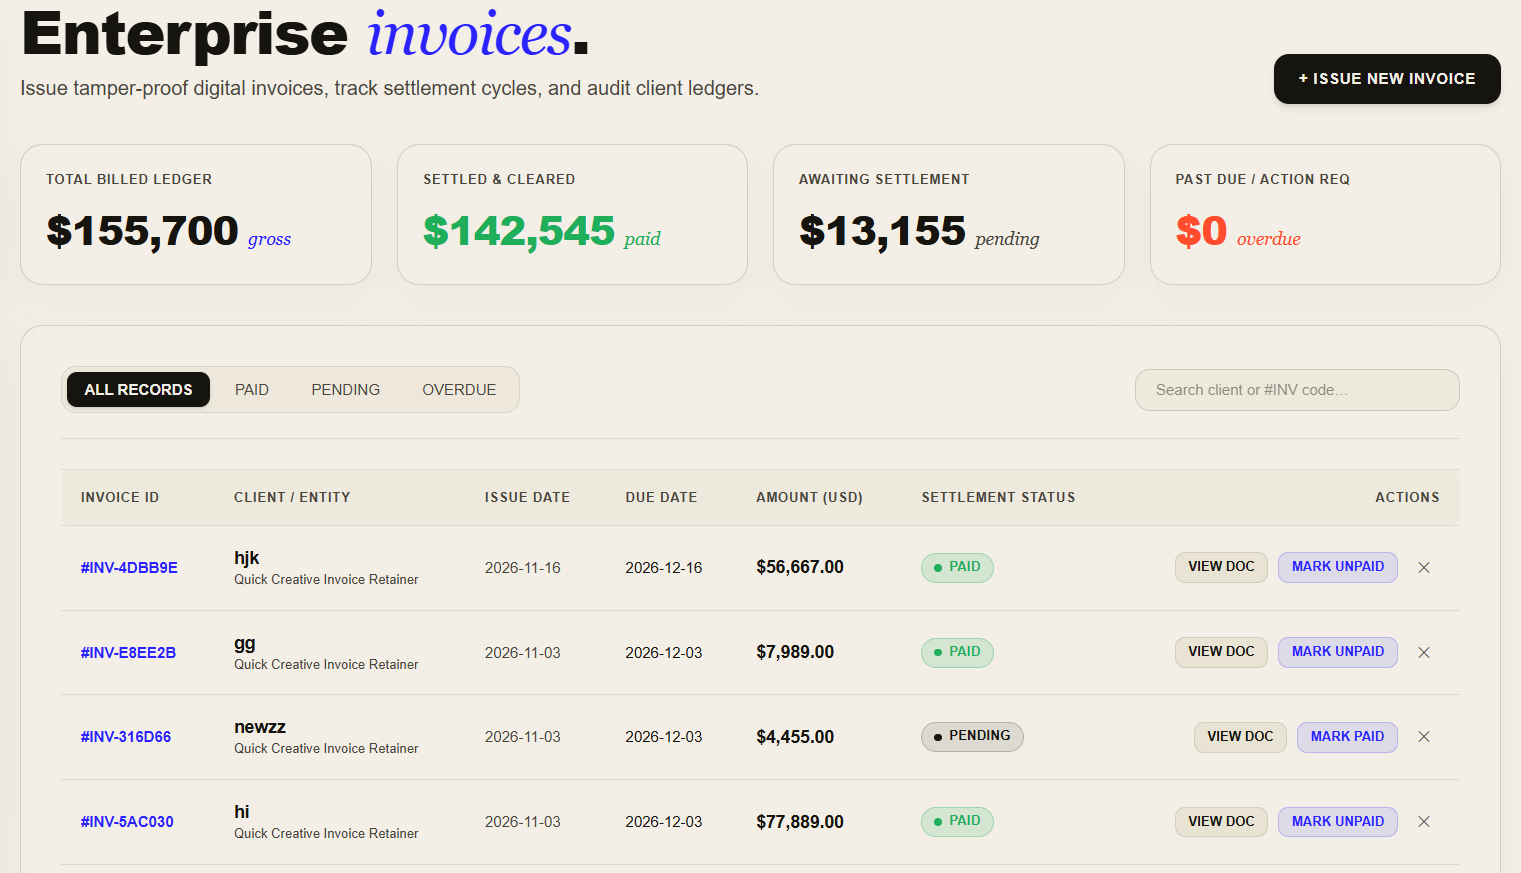 Enterprise invoices.
Issue tamper-proof digital invoices, track settlement cycles, and audit client ledgers.
+ ISSUE NEW INVOICE
TOTAL BILLED LEDGER
$155,700 gross
SETTLED & CLEARED
$142,545 paid
AWAITING SETTLEMENT
$13,155 pending
PAST DUE / ACTION REQ
$0 overdue
ALL RECORDS PAID PENDING OVERDUE
Search client or #INV code...
INVOICE ID CLIENT / ENTITY ISSUE DATE DUE DATE AMOUNT (USD) SETTLEMENT STATUS ACTIONS
#INV-4DBB9E hjk 2026-11-16 2026-12-16 $56,667.00 PAID VIEW DOC MARK UNPAID ×
Quick Creative Invoice Retainer
#INV-E8EE2B gg 2026-11-03 2026-12-03 $7,989.00 PAID VIEW DOC MARK UNPAID ×
Quick Creative Invoice Retainer
#INV-316D66 newzz 2026-11-03 2026-12-03 $4,455.00 PENDING VIEW DOC MARK PAID ×
Quick Creative Invoice Retainer
#INV-5AC030 hi 2026-11-03 2026-12-03 $77,889.00 PAID VIEW DOC MARK UNPAID ×
Quick Creative Invoice Retainer